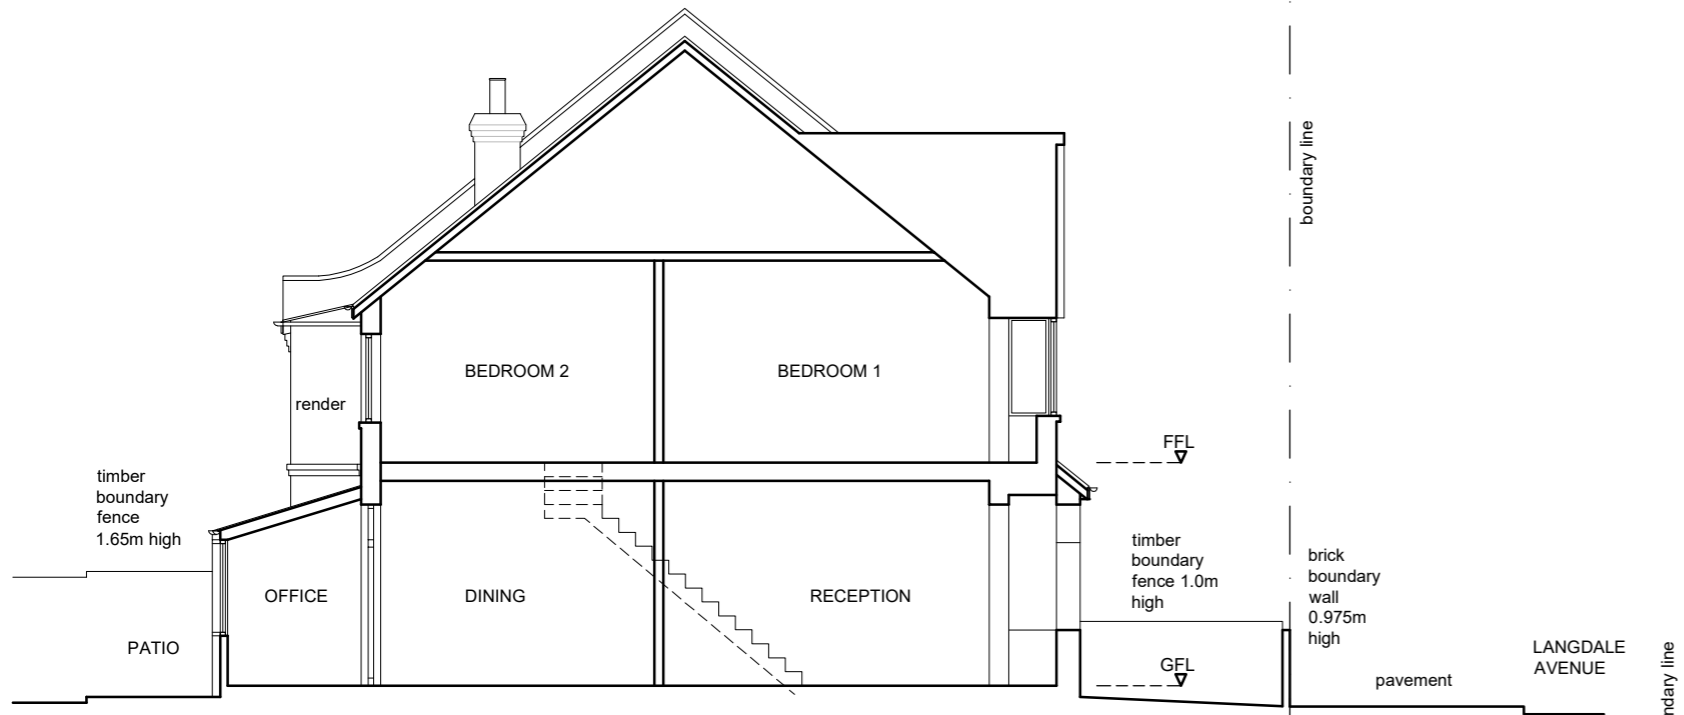 boundary line
BEDROOM 2
BEDROOM 1
render
FFL
timber
boundary
fence
1.65m high
OFFICE
DINING
RECEPTION
timber
boundary
fence 1.0m
high
brick
boundary
wall
0.975m
high
PATIO
GFL
pavement
LANGDALE
AVENUE
ndary line